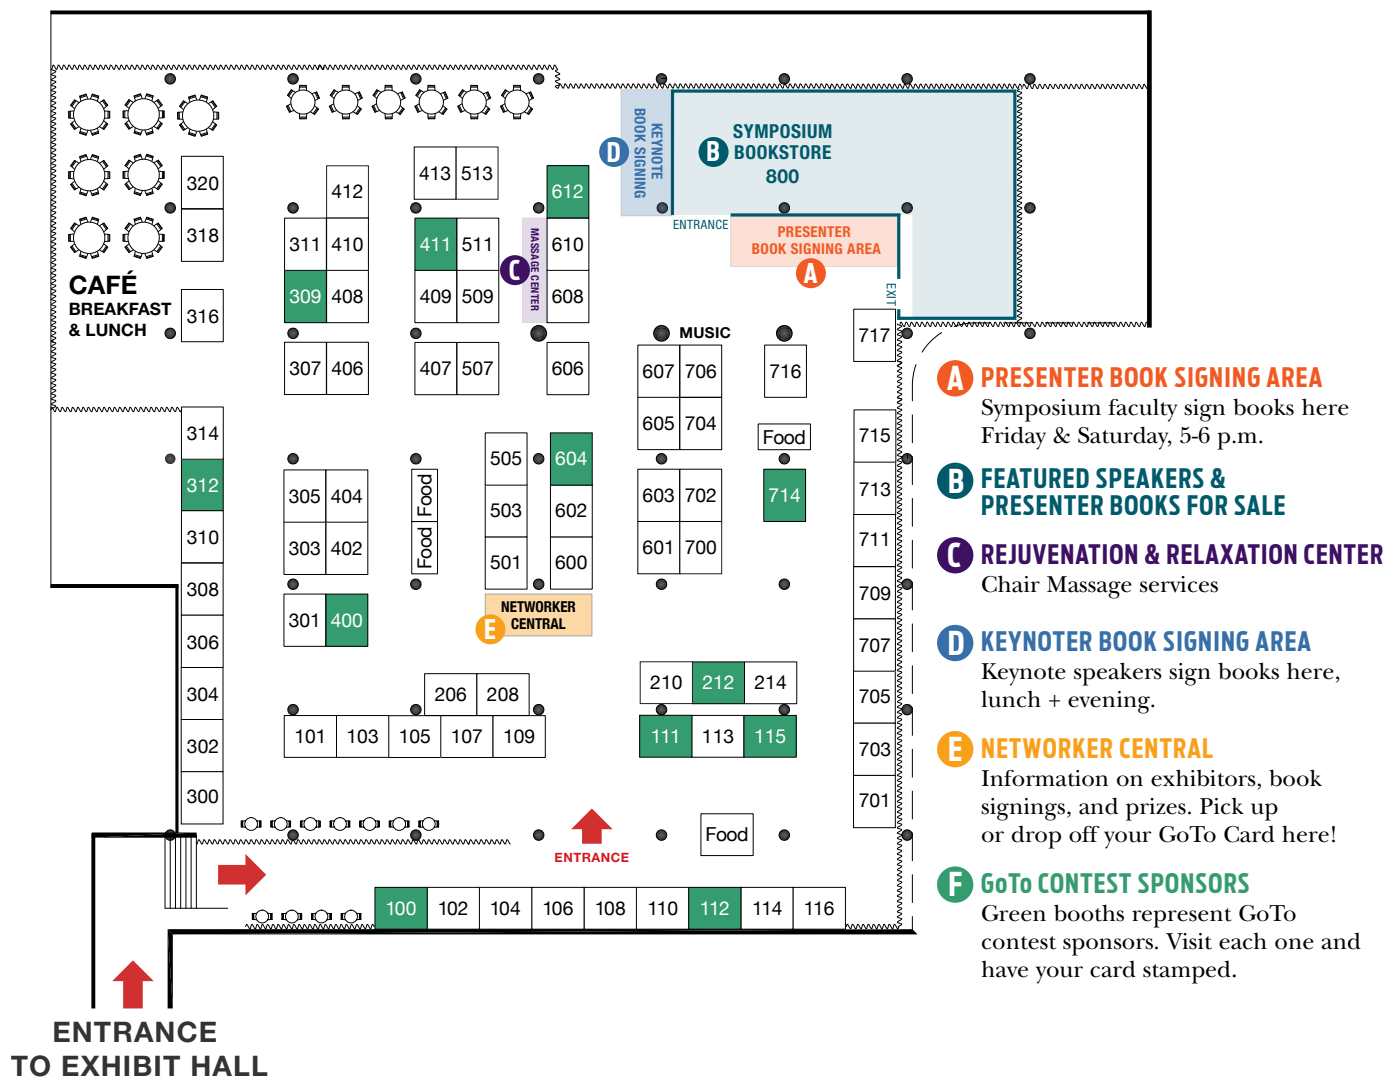 KEYNOTE
BOOK SIGNING
D
B
SYMPOSIUM
BOOKSTORE
800
ENTRANCE
PRESENTER
BOOK SIGNING AREA
A
EXIT
CAFÉ
BREAKFAST
& LUNCH
320
318
316
314
312
310
308
306
304
302
300
412
311 410
309 408
307 406
305 404
303 402
301 400
413 513
411 511
409 509
407 507
MASSAGE CENTER
C
612
610
608
606
Food
Food
505
503
501
604
602
600
NETWORKER
CENTRAL
E
MUSIC
607 706
605 704
603 702
601 700
716
Food
714
717
715
713
711
709
707
705
703
701
206 208
101 103 105 107 109
210 212 214
111 113 115
ENTRANCE
Food
100 102 104 106 108 110 112 114 116
ENTRANCE
TO EXHIBIT HALL
A PRESENTER BOOK SIGNING AREA
Symposium faculty sign books here
Friday & Saturday, 5-6 p.m.
B FEATURED SPEAKERS &
PRESENTER BOOKS FOR SALE
C REJUVENATION & RELAXATION CENTER
Chair Massage services
D KEYNOTER BOOK SIGNING AREA
Keynote speakers sign books here,
lunch + evening.
E NETWORKER CENTRAL
Information on exhibitors, book
signings, and prizes. Pick up
or drop off your GoTo Card here!
F GoTo CONTEST SPONSORS
Green booths represent GoTo
contest sponsors. Visit each one and
have your card stamped.